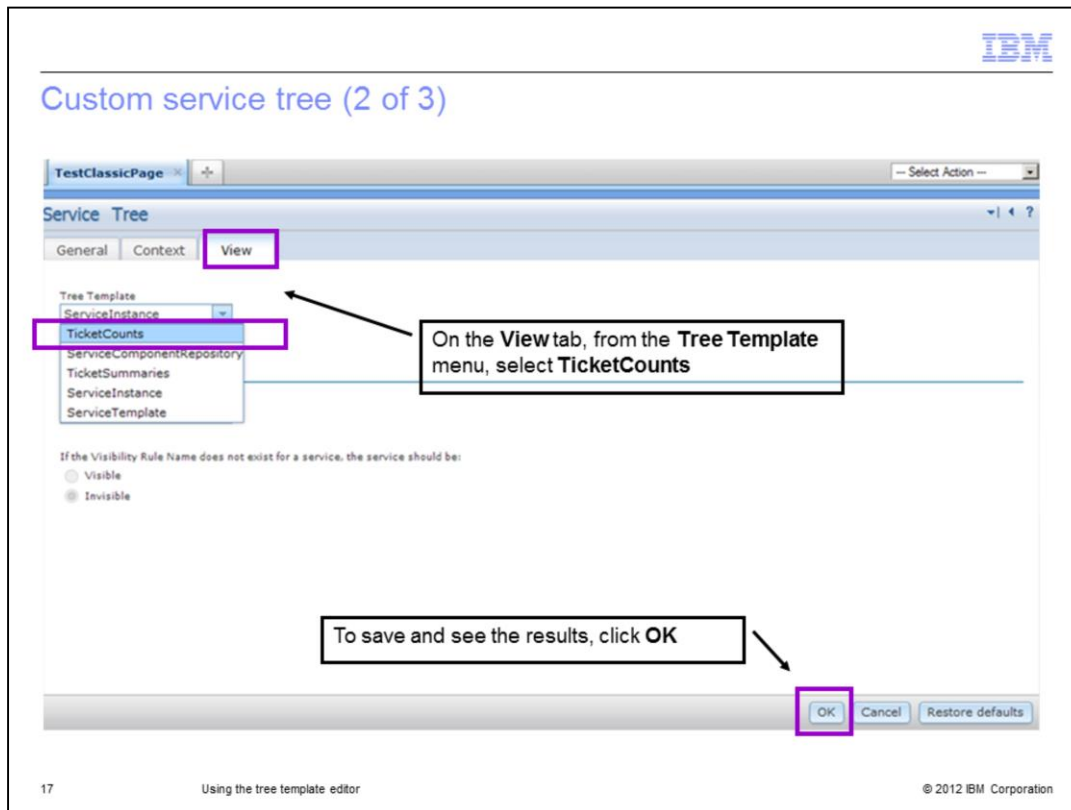 IBM
Custom service tree (2 of 3)
TestClassicPage
-- Select Action --
Service Tree
?
General Context View
Tree Template
ServiceInstance
TicketCounts
ServiceComponentRepository
TicketSummaries
ServiceInstance
ServiceTemplate
On the View tab, from the Tree Template
menu, select TicketCounts
If the Visibility Rule Name does not exist for a service, the service should be:
Visible
Invisible
To save and see the results, click OK
OK Cancel Restore defaults
17 Using the tree template editor © 2012 IBM Corporation